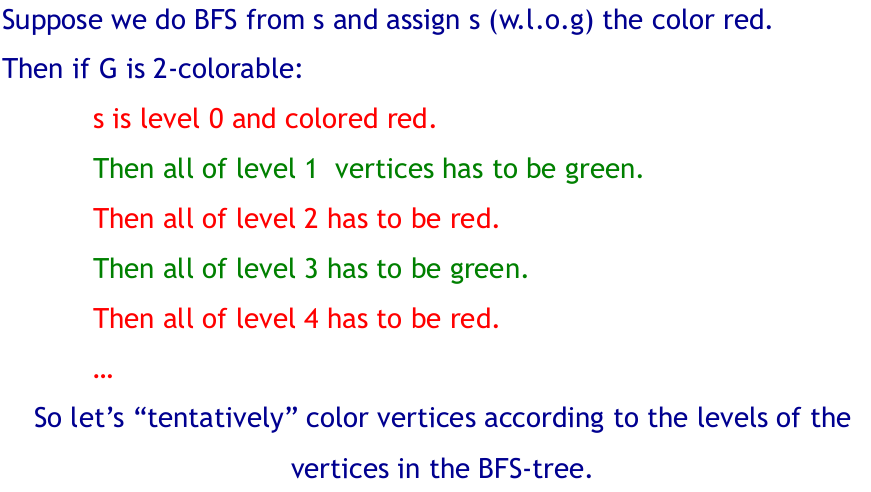 Suppose we do BFS from s and assign s (w.l.o.g) the color red.
Then if G is 2-colorable:
s is level 0 and colored red.
Then all of level 1  vertices has to be green.
Then all of level 2 has to be red.
Then all of level 3 has to be green.
Then all of level 4 has to be red.
…
So let’s “tentatively” color vertices according to the levels of the
vertices in the BFS-tree.